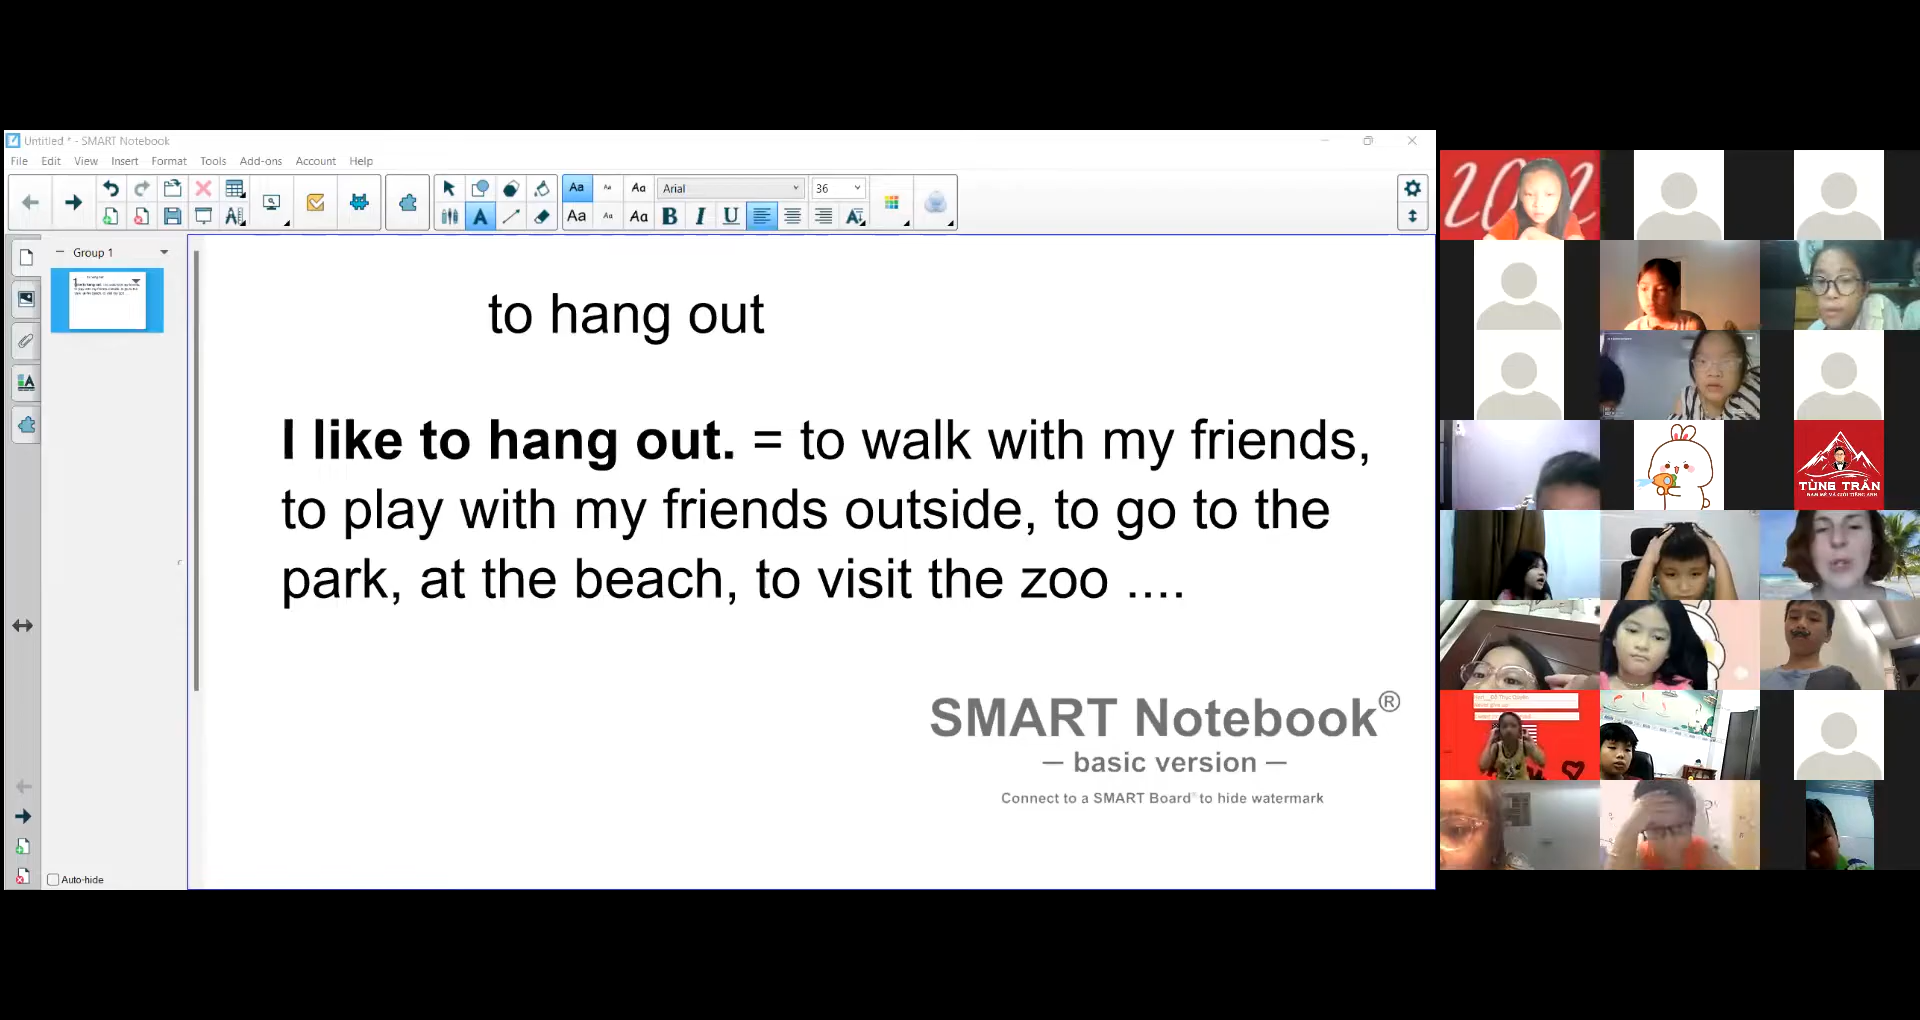 Untitled * - SMART Notebook
File Edit View Insert Format Tools Add-ons Account Help
Arial 36
Group 1
to hang out
I like to hang out. = to walk with my friends,
to play with my friends outside, to go to the
park, at the beach, to visit the zoo ....
SMART Notebook®
— basic version —
Connect to a SMART Board® to hide watermark
Auto-hide
2022
TÙNG TRẦN